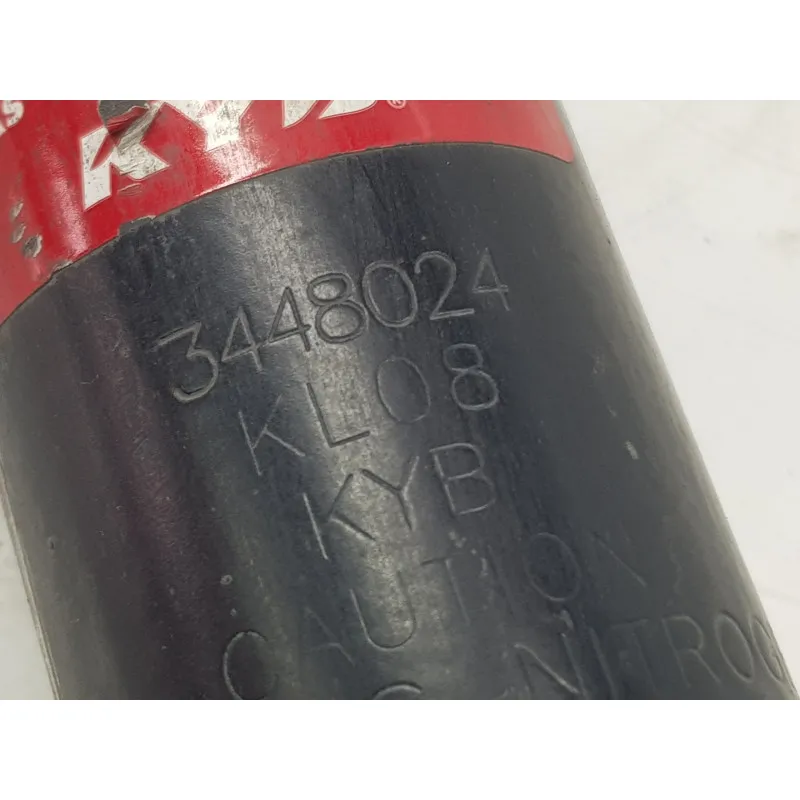 KYB®
3448024
KL08
KYB
CAUTION
-NITROG